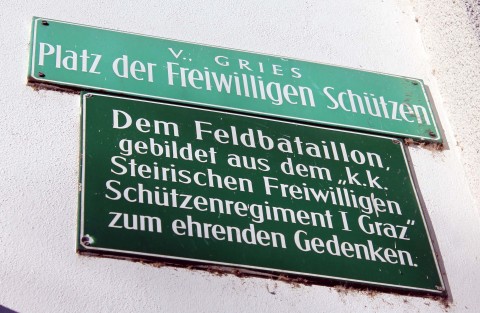 V.. GRIES
Platz der Freiwilligen Schützen
Dem Feldbataillon,
gebildet aus dem „k.k.
Steirischen Freiwilligen
Schützenregiment I Graz"
zum ehrenden Gedenken.